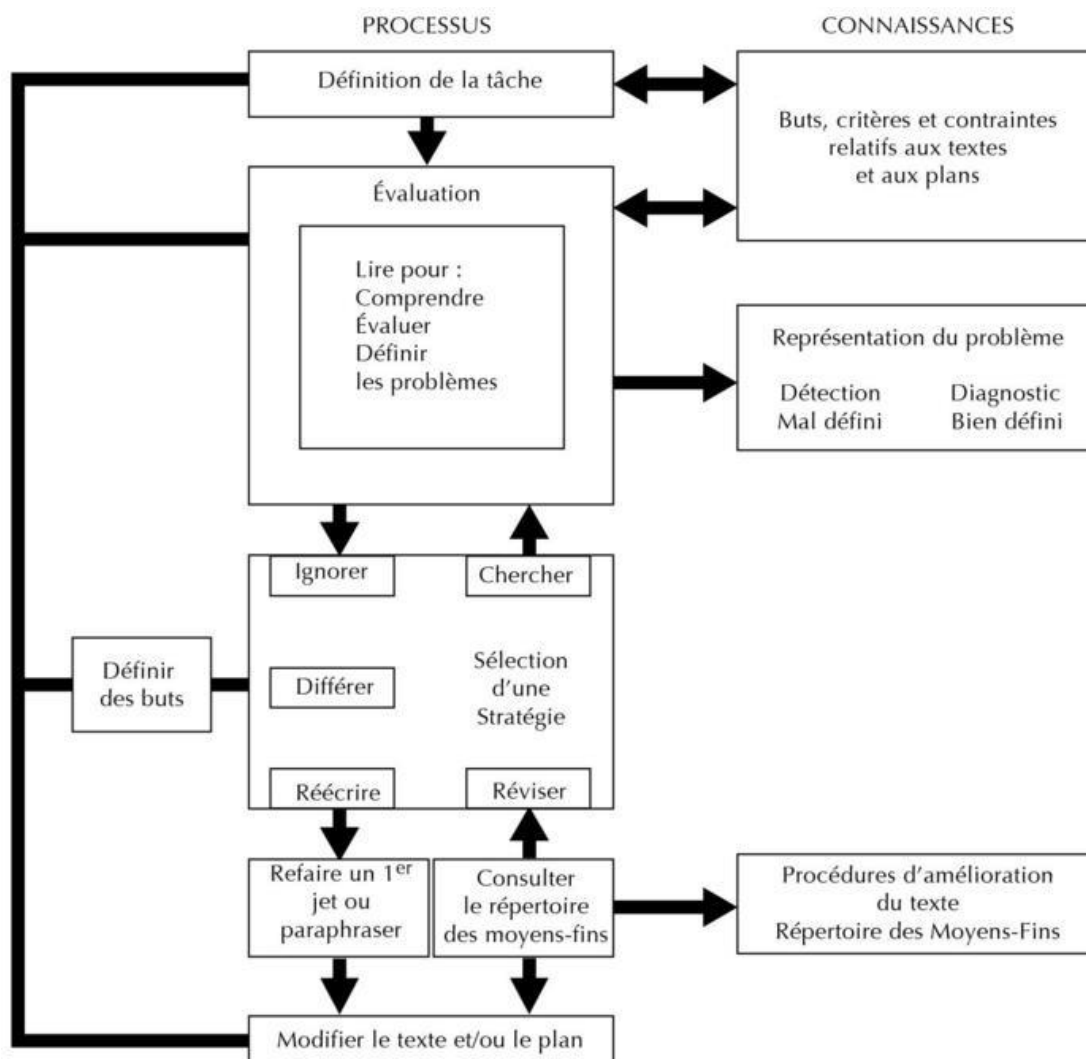 PROCESSUS
CONNAISSANCES
Définition de la tâche
Buts, critères et contraintes
relatifs aux textes
et aux plans
Évaluation
Lire pour :
Comprendre
Évaluer
Définir
les problèmes
Représentation du problème
Détection
Mal défini
Diagnostic
Bien défini
Ignorer
Chercher
Définir
des buts
Différer
Sélection
d'une
Stratégie
Réécrire
Réviser
Refaire un 1er
jet ou
paraphraser
Consulter
le répertoire
des moyens-fins
Procédures d'amélioration
du texte
Répertoire des Moyens-Fins
Modifier le texte et/ou le plan